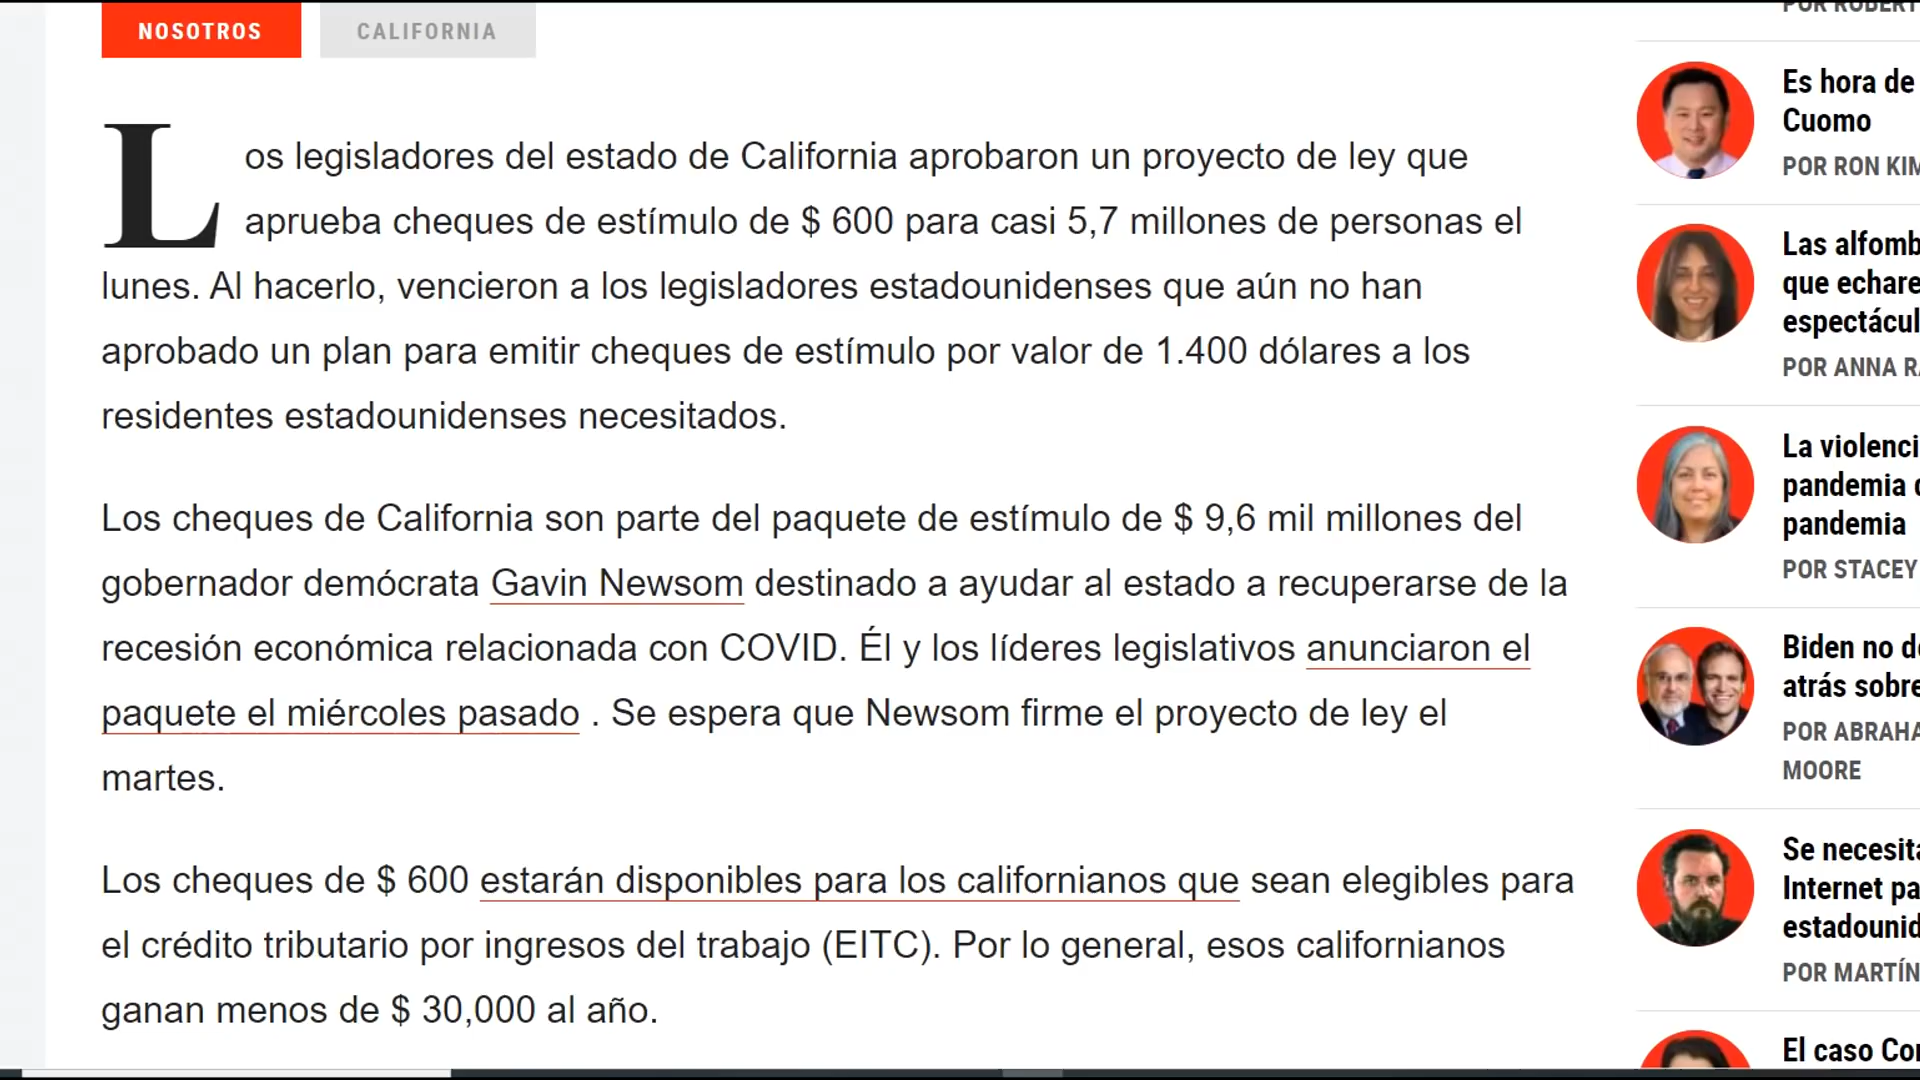 NOSOTROS
CALIFORNIA
Los legisladores del estado de California aprobaron un proyecto de ley que
aprueba cheques de estímulo de $ 600 para casi 5,7 millones de personas el
lunes. Al hacerlo, vencieron a los legisladores estadounidenses que aún no han
aprobado un plan para emitir cheques de estímulo por valor de 1.400 dólares a los
residentes estadounidenses necesitados.
Los cheques de California son parte del paquete de estímulo de $ 9,6 mil millones del
gobernador demócrata Gavin Newsom destinado a ayudar al estado a recuperarse de la
recesión económica relacionada con COVID. Él y los líderes legislativos anunciaron el
paquete el miércoles pasado . Se espera que Newsom firme el proyecto de ley el
martes.
Los cheques de $ 600 estarán disponibles para los californianos que sean elegibles para
el crédito tributario por ingresos del trabajo (EITC). Por lo general, esos californianos
ganan menos de $ 30,000 al año.
POR ROBERT
Es hora de
Cuomo
POR RON KIM
Las alfomb
que echare
espectácul
POR ANNA RA
La violenci
pandemia
pandemia
POR STACEY
Biden no d
atrás sobre
POR ABRAHA
MOORE
Se necesita
Internet pa
estadounid
POR MARTÍN
El caso Co